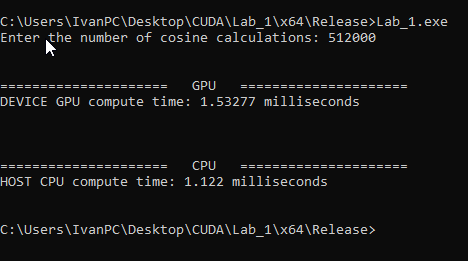 C:\Users\IvanPC\Desktop\CUDA\Lab_1\x64\Release>Lab_1.exe
Enter the number of cosine calculations: 512000
===================== GPU =====================
DEVICE GPU compute time: 1.53277 milliseconds
===================== CPU =====================
HOST CPU compute time: 1.122 milliseconds
C:\Users\IvanPC\Desktop\CUDA\Lab_1\x64\Release>